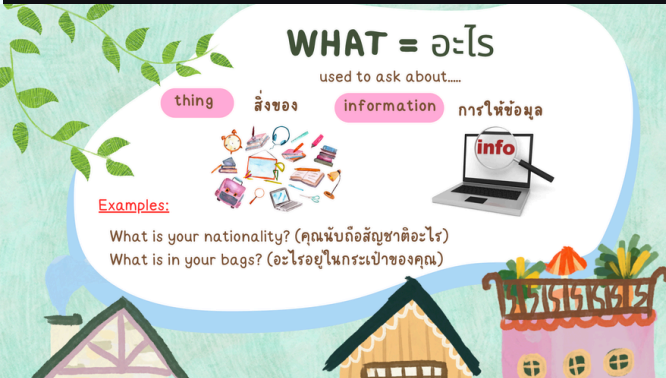 WHAT = อะไร
used to ask about.....
thing สิ่งของ information การให้ข้อมูล
info
Examples:
What is your nationality? (คุณนับถือสัญชาติอะไร)
What is in your bags? (อะไรอยู่ในกระเป๋าของคุณ)